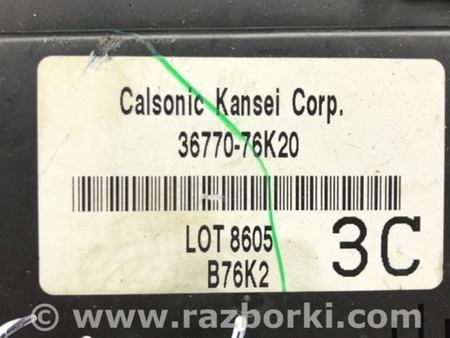 Calsonic Kansei Corp.
36770-76K20
LOT 8605
3C
B76K2
© www.razborki.com